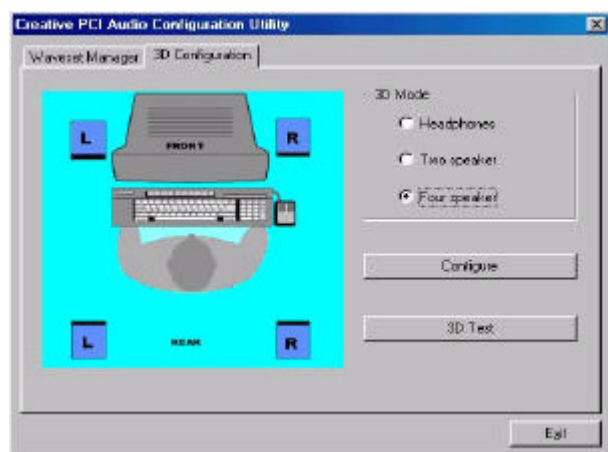 Creative PCI Audio Configuration Utility
Waveset Manager
3D Configuration
L
FRONT
R
L
REAR
R
3D Mode
Headphones
Two speaker
Four speaker
Configure
3D Test
Exit